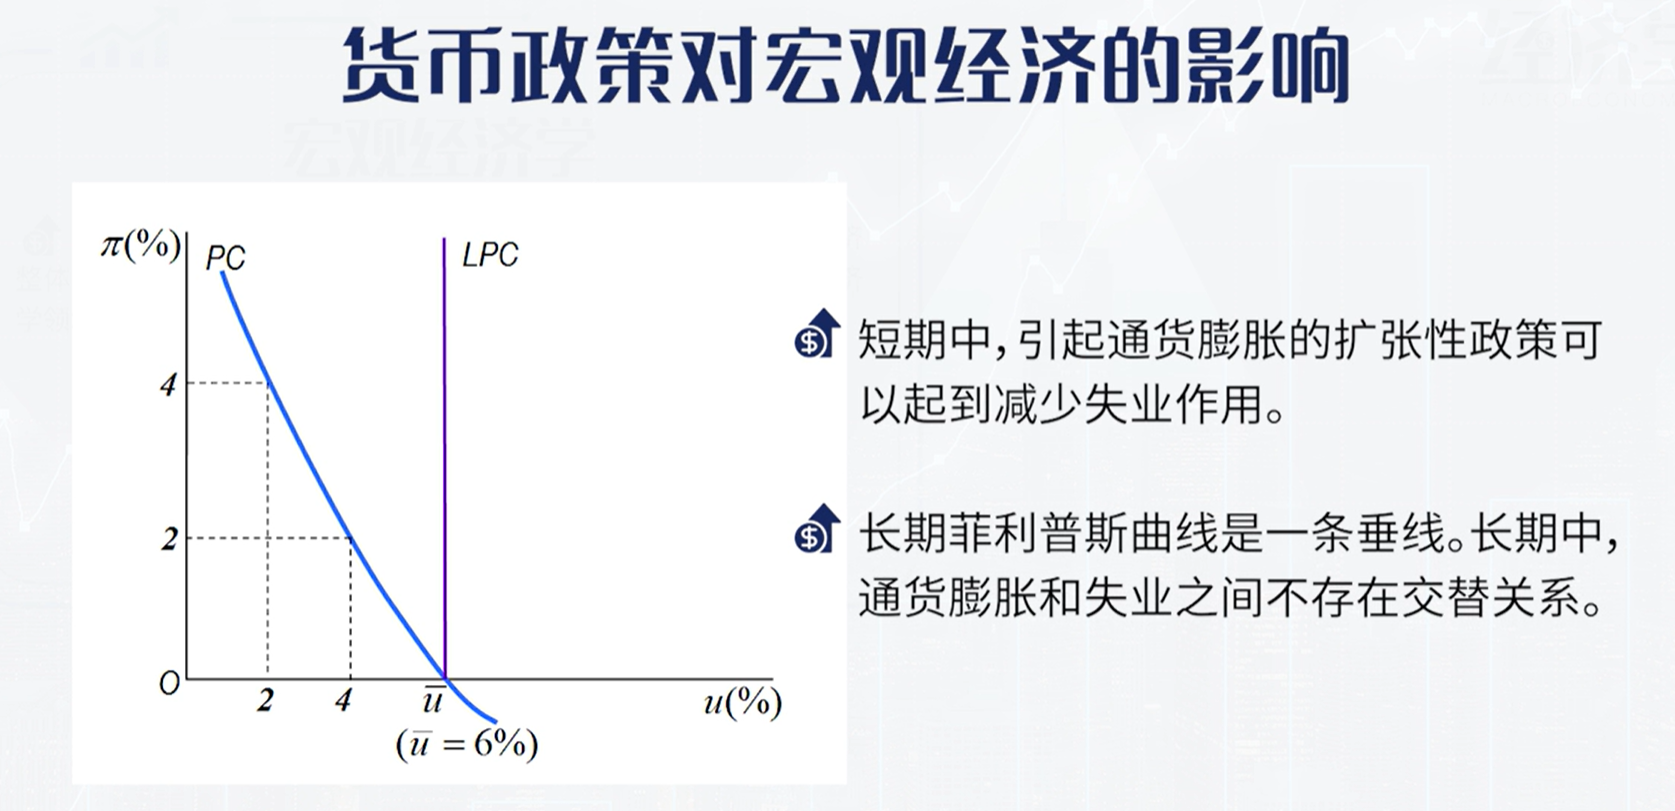 货币政策对宏观经济的影响
宏观经济学
π(%)
PC
LPC
4
2
O
2
4
u̅
u(%)
(u̅ = 6%)
短期中，引起通货膨胀的扩张性政策可
以起到减少失业作用。
长期菲利普斯曲线是一条垂线。长期中，
通货膨胀和失业之间不存在交替关系。